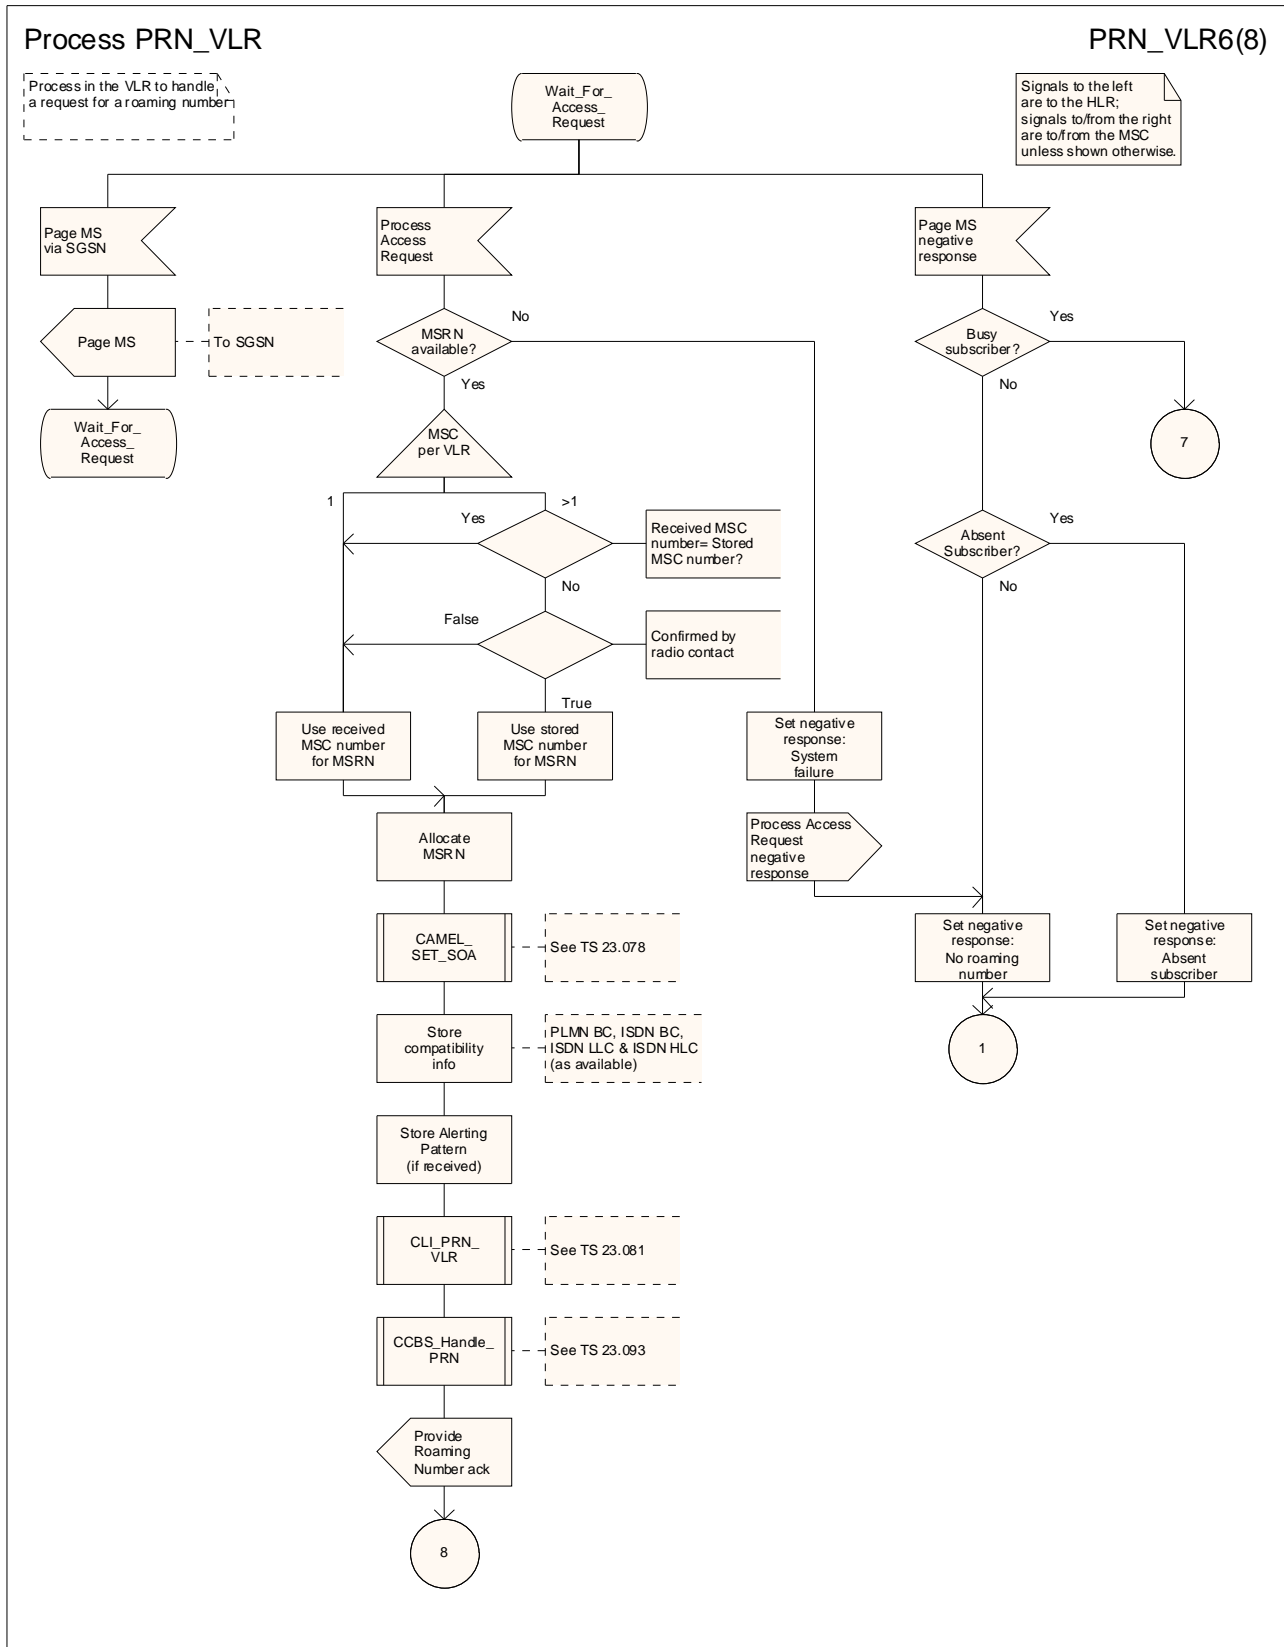 Process PRN_VLR
PRN_VLR6(8)
Process in the VLR to handle
a request for a roaming number
Wait_For_
Access_
Request
Signals to the left
are to the HLR;
signals to/from the right
are to/from the MSC
unless shown otherwise.
Page MS
via SGSN
Process
Access
Request
Page MS
negative
response
Page MS
To SGSN
MSRN
available?
No
Yes
Busy
subscriber?
Yes
No
Wait_For_
Access_
Request
MSC
per VLR
7
1
>1
Yes
Received MSC
number= Stored
MSC number?
No
Absent
Subscriber?
Yes
No
False
Confirmed by
radio contact
True
Use received
MSC number
for MSRN
Use stored
MSC number
for MSRN
Set negative
response:
System
failure
Allocate
MSRN
Process Access
Request
negative
response
CAMEL_
SET_SOA
See TS 23.078
Set negative
response:
No roaming
number
Set negative
response:
Absent
subscriber
Store
compatibility
info
PLMN BC, ISDN BC,
ISDN LLC & ISDN HLC
(as available)
1
Store Alerting
Pattern
(if received)
CLI_PRN_
VLR
See TS 23.081
CCBS_Handle_
PRN
See TS 23.093
Provide
Roaming
Number ack
8